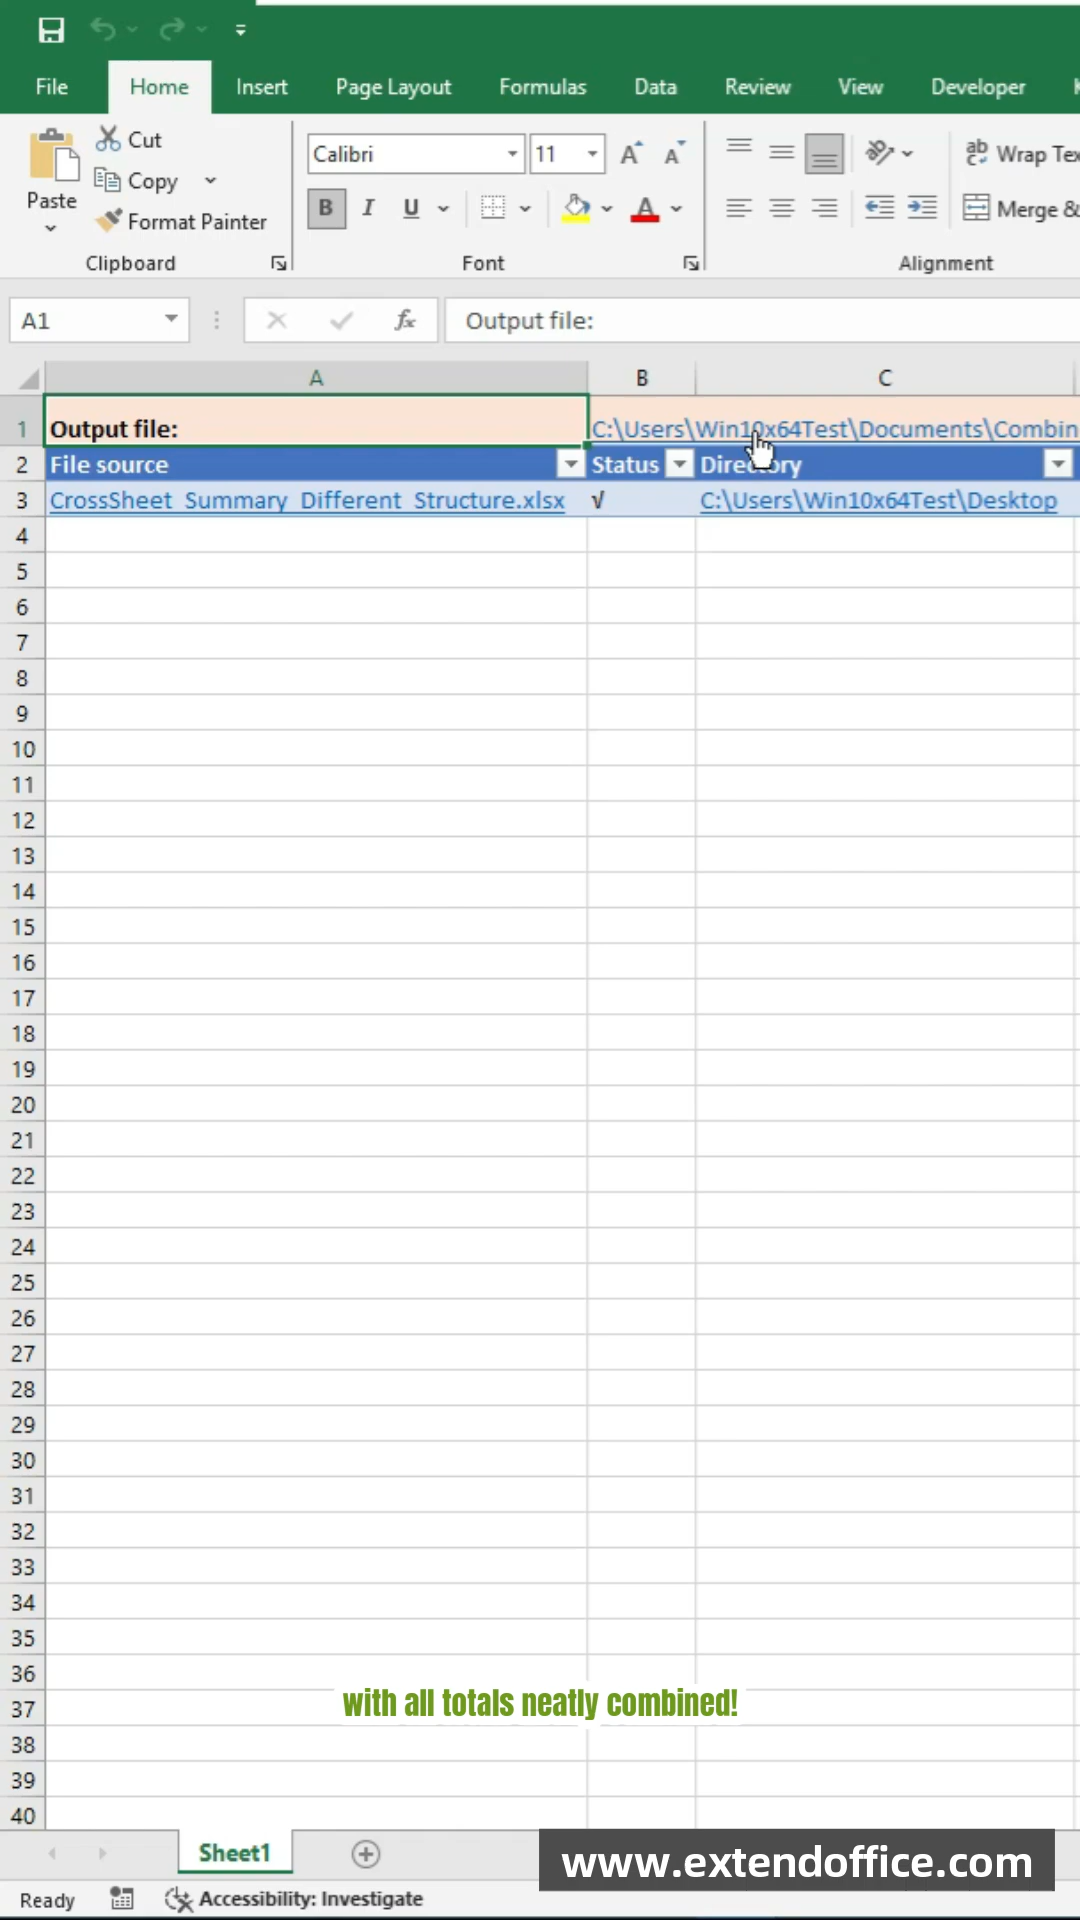 File Home Insert Page Layout Formulas Data Review View Developer
Cut
Copy
Paste
Format Painter
Clipboard
Calibri 11
B I U
Font
Wrap Tex
Merge &
Alignment
A1 fx Output file:
A B C
1 Output file: C:\Users\Win10x64Test\Documents\Combin
2 File source Status Directory
3 CrossSheet_Summary_Different_Structure.xlsx √ C:\Users\Win10x64Test\Desktop
4
5
6
7
8
9
10
11
12
13
14
15
16
17
18
19
20
21
22
23
24
25
26
27
28
29
30
31
32
33
34
35
36
with all totals neatly combined!
37
38
39
40
Sheet1
www.extendoffice.com
Ready Accessibility: Investigate